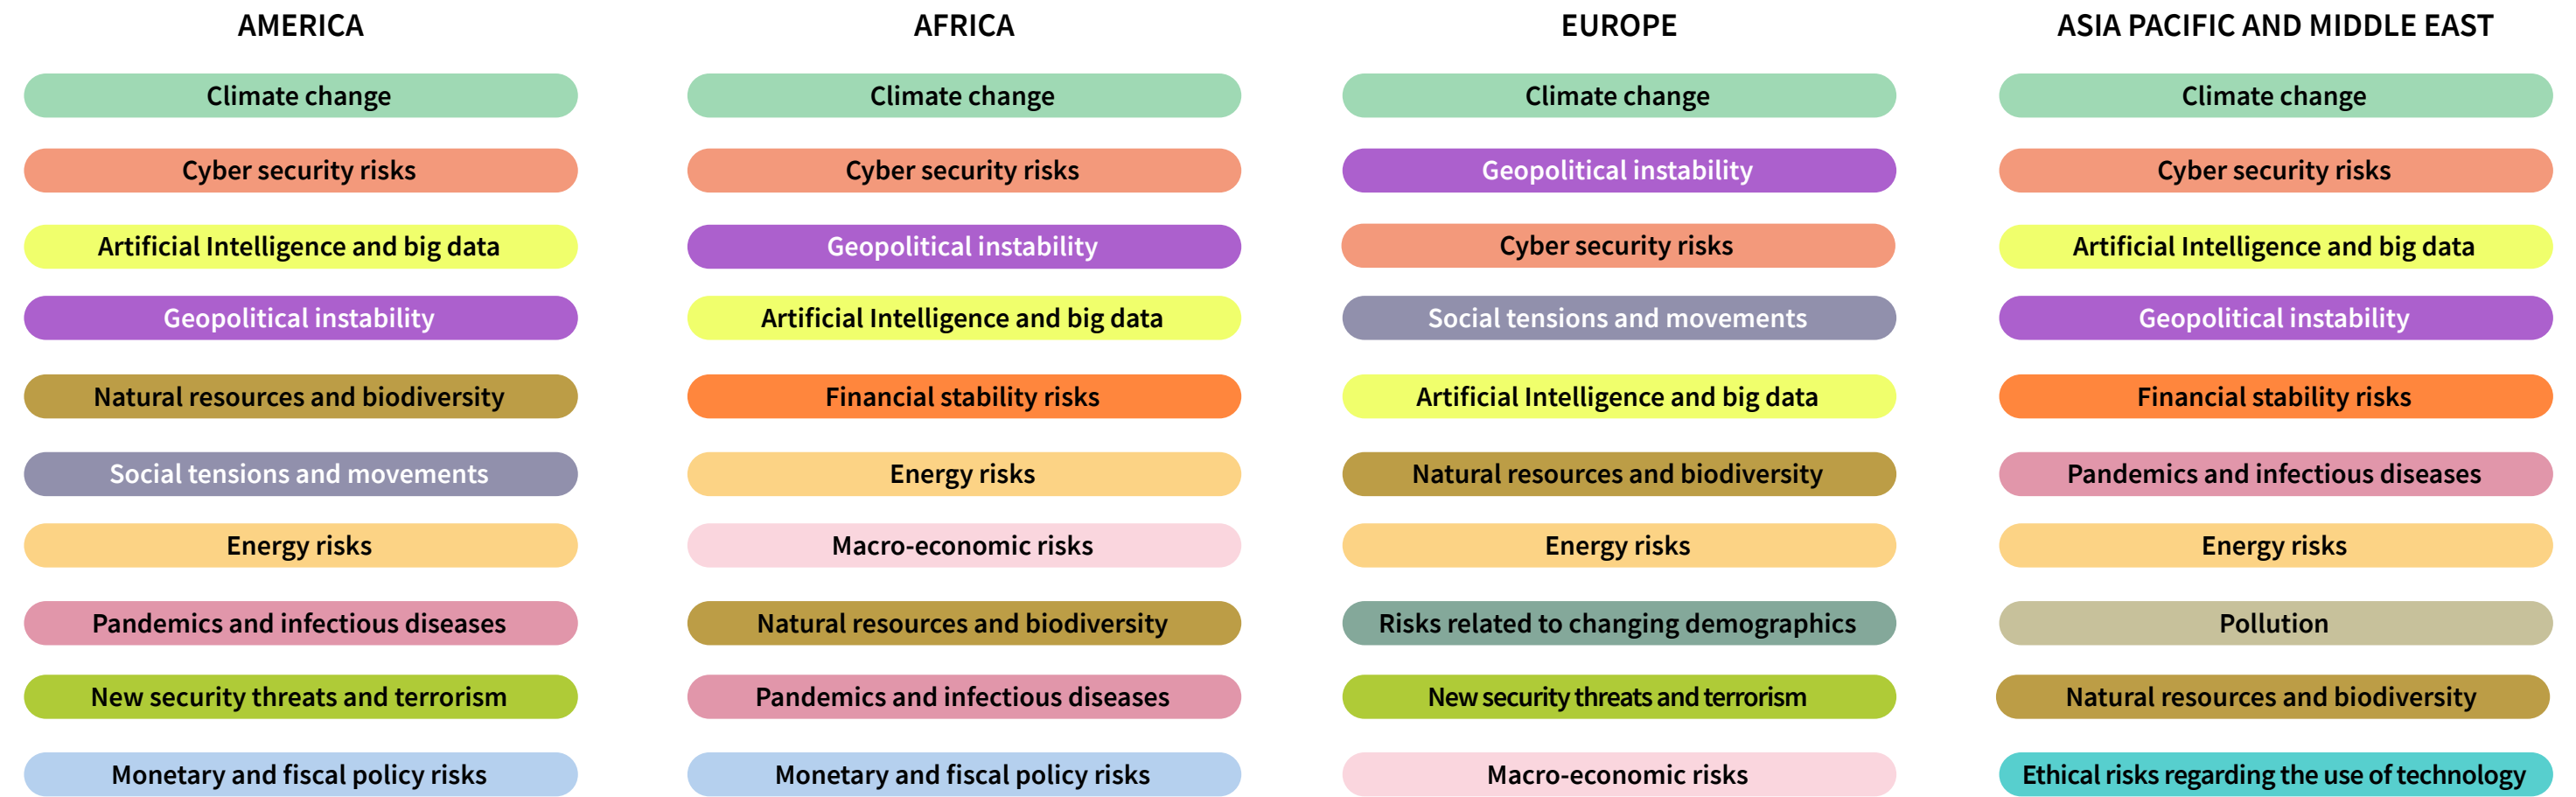 AMERICA
Climate change
Cyber security risks
Artificial Intelligence and big data
Geopolitical instability
Natural resources and biodiversity
Social tensions and movements
Energy risks
Pandemics and infectious diseases
New security threats and terrorism
Monetary and fiscal policy risks
AFRICA
Climate change
Cyber security risks
Geopolitical instability
Artificial Intelligence and big data
Financial stability risks
Energy risks
Macro-economic risks
Natural resources and biodiversity
Pandemics and infectious diseases
Monetary and fiscal policy risks
EUROPE
Climate change
Geopolitical instability
Cyber security risks
Social tensions and movements
Artificial Intelligence and big data
Natural resources and biodiversity
Energy risks
Risks related to changing demographics
New security threats and terrorism
Macro-economic risks
ASIA PACIFIC AND MIDDLE EAST
Climate change
Cyber security risks
Artificial Intelligence and big data
Geopolitical instability
Financial stability risks
Pandemics and infectious diseases
Energy risks
Pollution
Natural resources and biodiversity
Ethical risks regarding the use of technology